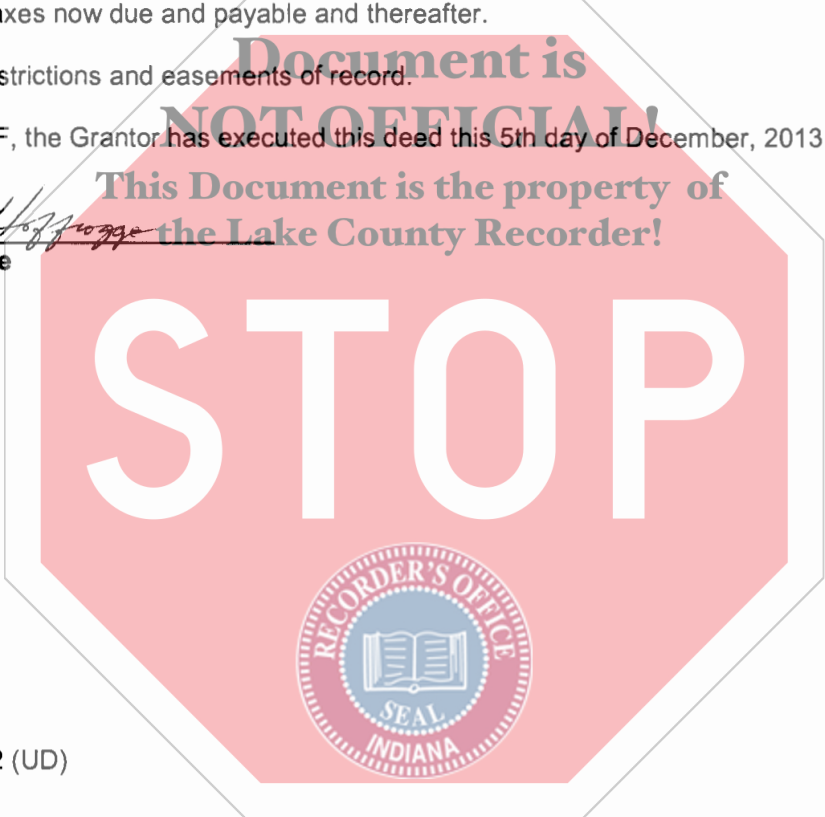 axes now due and payable and thereafter.
Document is
strictions and easements of record.
NOT OFFICIAL!
F, the Grantor has executed this deed this 5th day of December, 2013
This Document is the property of
the Lake County Recorder!
e
STOP
RECORDER'S OFFICE
SEAL
INDIANA
2 (UD)